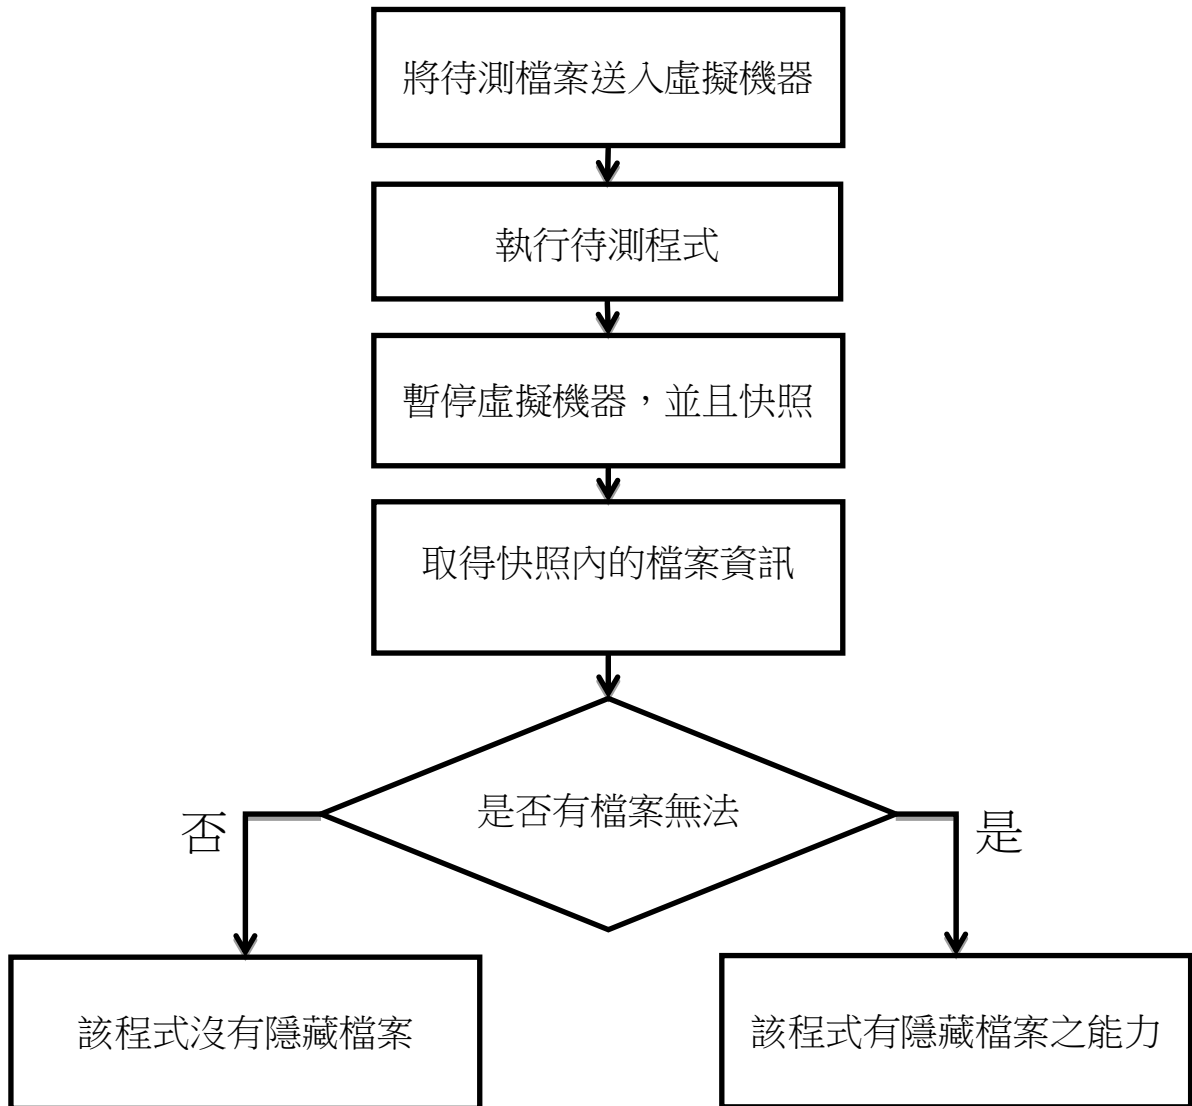 將待測檔案送入虛擬機器
執行待測程式
暫停虛擬機器，並且快照
取得快照內的檔案資訊
是否有檔案無法
否
是
該程式沒有隱藏檔案
該程式有隱藏檔案之能力